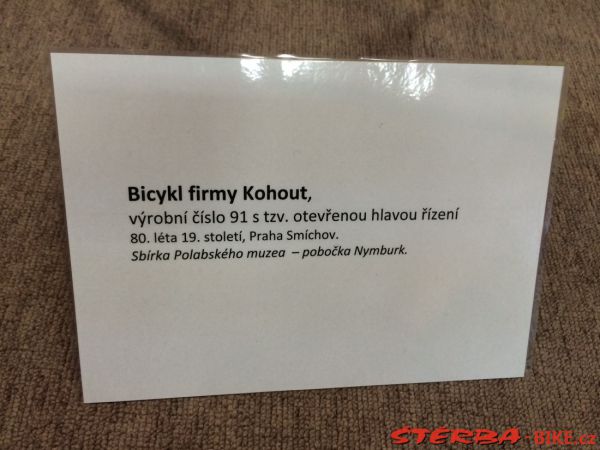 Bicykl firmy Kohout,
výrobní číslo 91 s tzv. otevřenou hlavou řízení
80. léta 19. století, Praha Smíchov.
Sbírka Polabského muzea – pobočka Nymburk.
STERBA-BIKE.cz